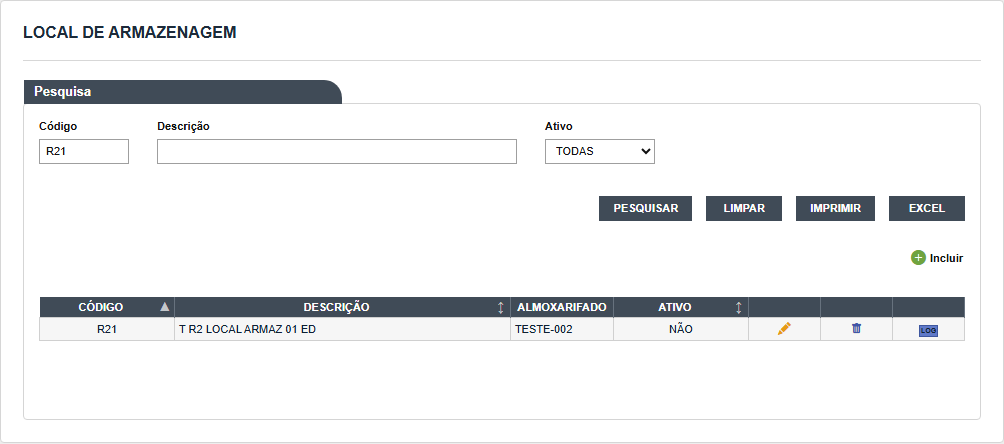 LOCAL DE ARMAZENAGEM
Pesquisa
Código Descrição Ativo
R21 TODAS
PESQUISAR LIMPAR IMPRIMIR EXCEL
Incluir
CÓDIGO DESCRIÇÃO ALMOXARIFADO ATIVO
R21 T R2 LOCAL ARMAZ 01 ED TESTE-002 NÃO LOG